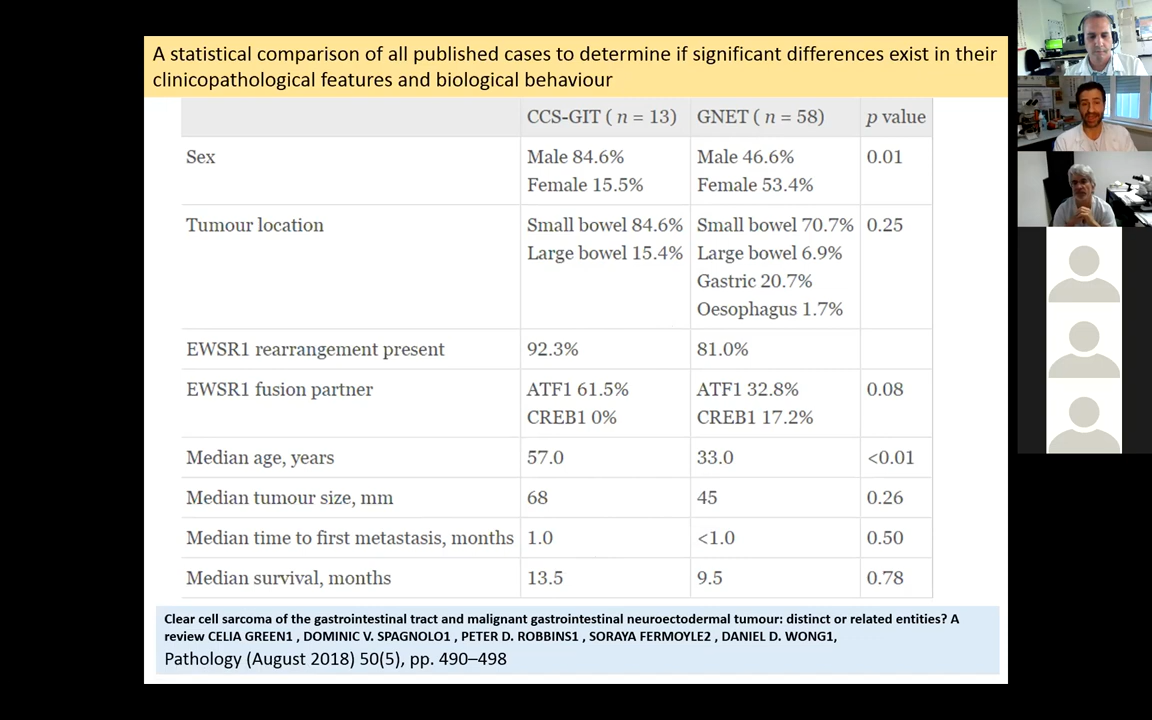 A statistical comparison of all published cases to determine if significant differences exist in their
clinicopathological features and biological behaviour
CCS-GIT ( n = 13) GNET ( n = 58) p value
Sex Male 84.6% Male 46.6% 0.01
Female 15.5% Female 53.4%
Tumour location Small bowel 84.6% Small bowel 70.7% 0.25
Large bowel 15.4% Large bowel 6.9%
Gastric 20.7%
Oesophagus 1.7%
EWSR1 rearrangement present 92.3% 81.0%
EWSR1 fusion partner ATF1 61.5% ATF1 32.8% 0.08
CREB1 0% CREB1 17.2%
Median age, years 57.0 33.0 <0.01
Median tumour size, mm 68 45 0.26
Median time to first metastasis, months 1.0 <1.0 0.50
Median survival, months 13.5 9.5 0.78
Clear cell sarcoma of the gastrointestinal tract and malignant gastrointestinal neuroectodermal tumour: distinct or related entities? A
review CELIA GREEN1 , DOMINIC V. SPAGNOLO1 , PETER D. ROBBINS1 , SORAYA FERMOYLE2 , DANIEL D. WONG1,
Pathology (August 2018) 50(5), pp. 490–498